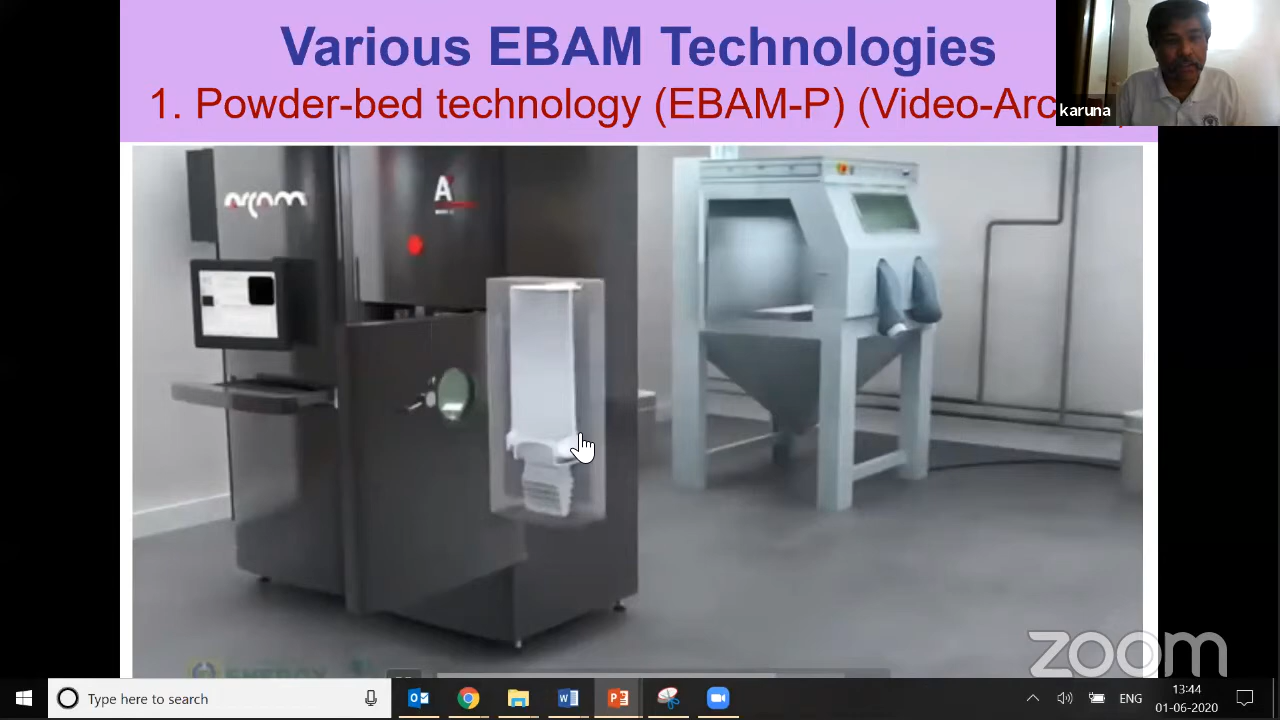 Various EBAM Technologies
1. Powder-bed technology (EBAM-P) (Video-Arc
karuna
arcam
A
zoom
Type here to search
ENG
13:44
01-06-2020